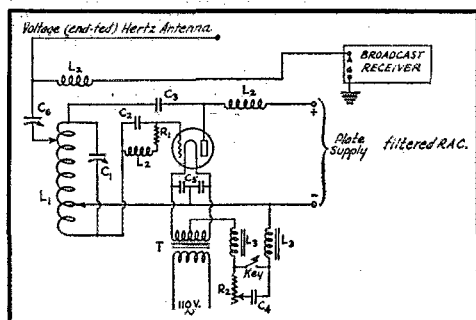 Voltage (end-fed) Hertz Antenna
L2
BROADCAST
RECEIVER
A
G
C6
C3
L2
C2
R1
C1
L2
+
Plate
Supply
filtered R.A.C.
C5
L1
-
T
L3
L3
Key
R2
C4
110 V.